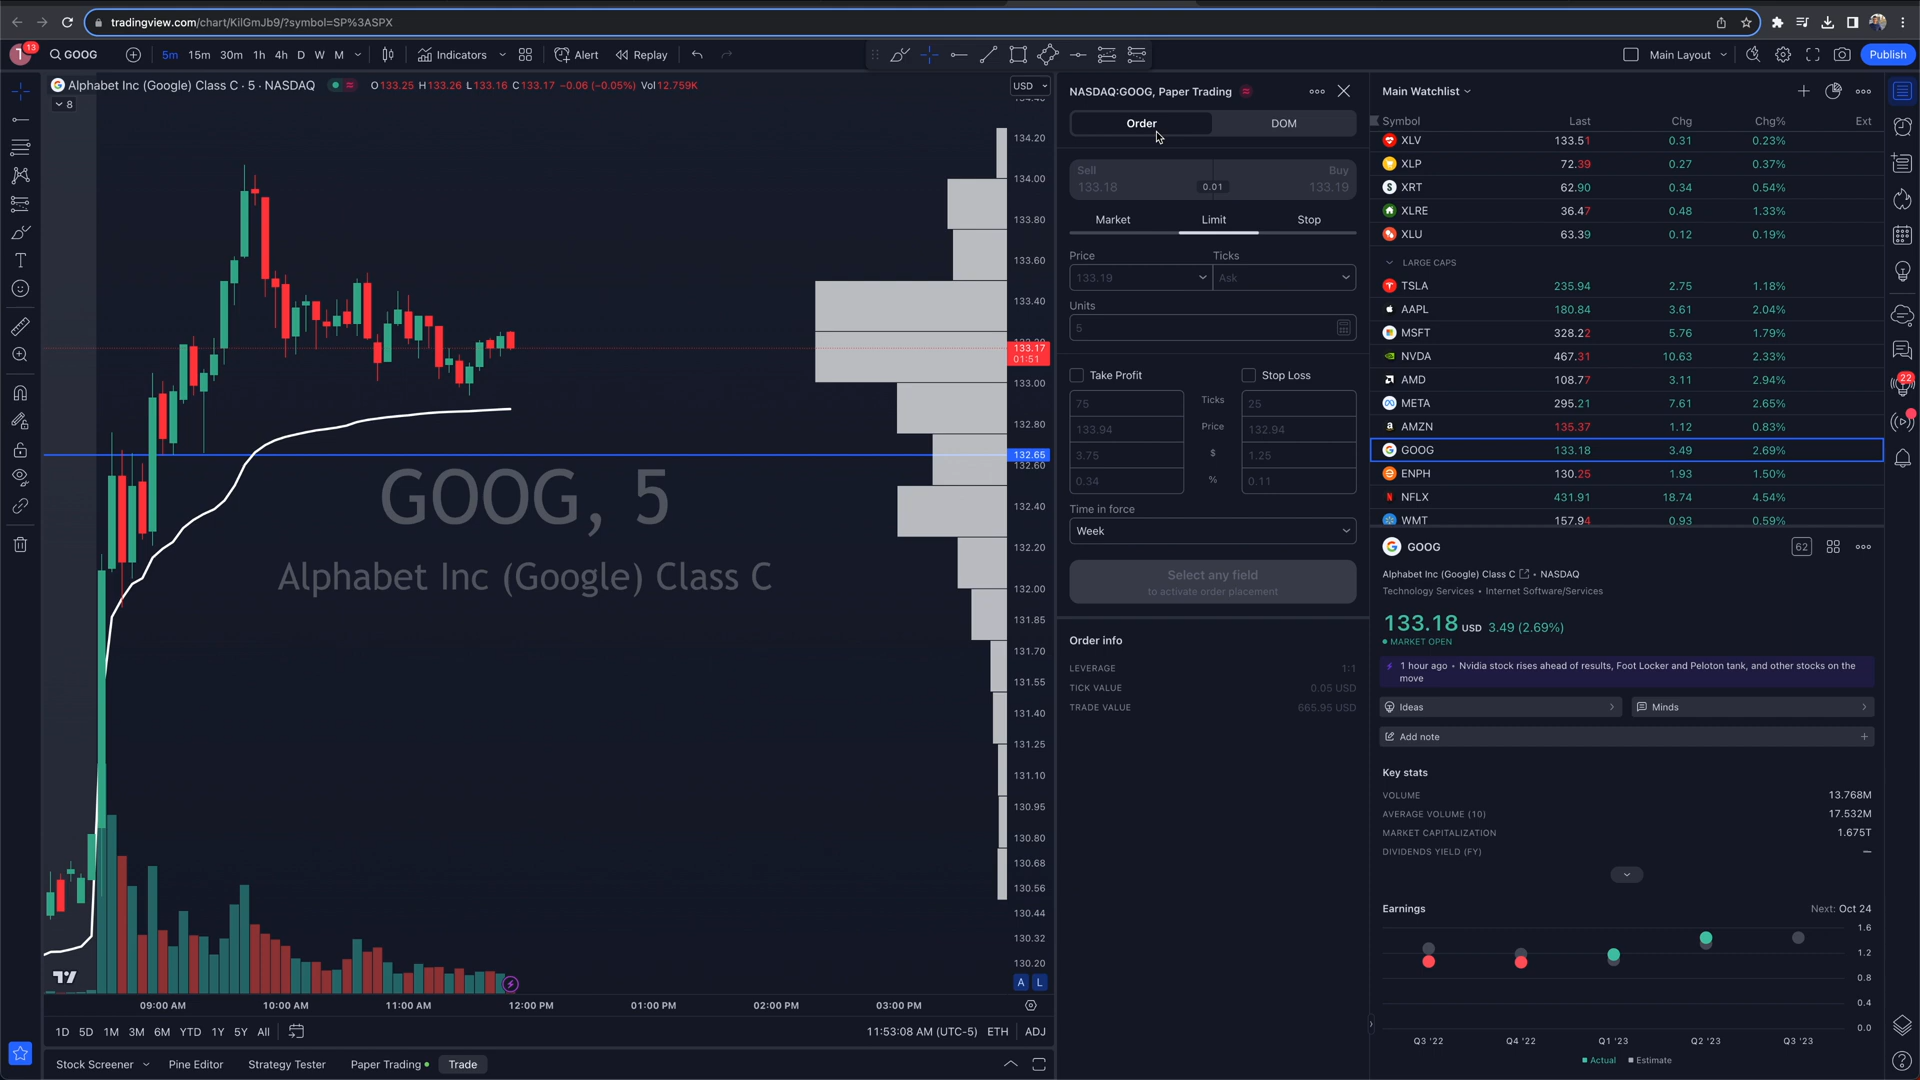 tradingview.com/chart/KilGmJb9/?symbol=SP%3ASPX
13
GOOG
5m 15m 30m 1h 4h D W M
Indicators
Alert
Replay
Main Layout
Publish
Alphabet Inc (Google) Class C · 5 · NASDAQ
O133.25 H133.26 L133.16 C133.17 -0.06 (-0.05%) Vol12.759K
8
USD
134.20
134.00
133.80
133.60
133.40
133.17
01:51
133.00
132.80
132.65
132.60
132.40
132.20
132.00
131.85
131.70
131.55
131.40
131.25
131.10
130.95
130.80
130.68
130.56
130.44
130.32
130.20
A L
GOOG, 5
Alphabet Inc (Google) Class C
09:00 AM 10:00 AM 11:00 AM 12:00 PM 01:00 PM 02:00 PM 03:00 PM
1D 5D 1M 3M 6M YTD 1Y 5Y All
11:53:08 AM (UTC-5) ETH ADJ
Stock Screener Pine Editor Strategy Tester Paper Trading Trade
NASDAQ:GOOG, Paper Trading
Order DOM
Sell Buy
133.18 0.01 133.19
Market Limit Stop
Price Ticks
133.19 Ask
Units
5
Take Profit Stop Loss
75 Ticks 25
133.94 Price 132.94
3.75 $ 1.25
0.34 % 0.11
Time in force
Week
Select any field
to activate order placement
Order info
LEVERAGE 1:1
TICK VALUE 0.05 USD
TRADE VALUE 665.95 USD
Main Watchlist
Symbol Last Chg Chg% Ext
XLV 133.51 0.31 0.23%
XLP 72.39 0.27 0.37%
XRT 62.90 0.34 0.54%
XLRE 36.47 0.48 1.33%
XLU 63.39 0.12 0.19%
LARGE CAPS
TSLA 235.94 2.75 1.18%
AAPL 180.84 3.61 2.04%
MSFT 328.22 5.76 1.79%
NVDA 467.31 10.63 2.33%
AMD 108.77 3.11 2.94%
META 295.21 7.61 2.65%
AMZN 135.37 1.12 0.83%
GOOG 133.18 3.49 2.69%
ENPH 130.25 1.93 1.50%
NFLX 431.91 18.74 4.54%
WMT 157.94 0.93 0.59%
GOOG
62
Alphabet Inc (Google) Class C • NASDAQ
Technology Services • Internet Software/Services
133.18 USD 3.49 (2.69%)
MARKET OPEN
1 hour ago • Nvidia stock rises ahead of results, Foot Locker and Peloton tank, and other stocks on the
move
Ideas Minds
Add note
Key stats
VOLUME 13.768M
AVERAGE VOLUME (10) 17.532M
MARKET CAPITALIZATION 1.675T
DIVIDENDS YIELD (FY) —
Earnings Next: Oct 24
1.6
1.2
0.8
0.4
0.0
Q3 '22 Q4 '22 Q1 '23 Q2 '23 Q3 '23
Actual Estimate
22